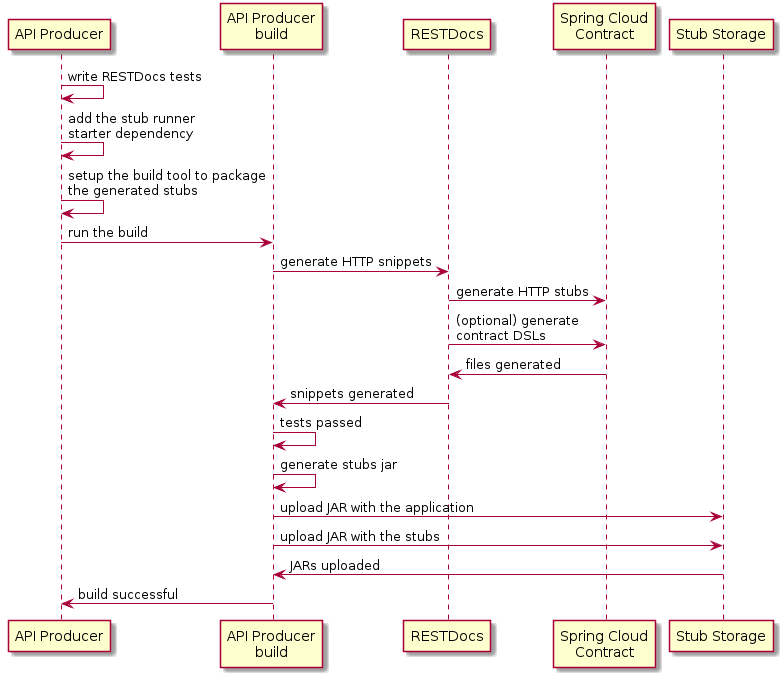 API Producer
API Producer
build
RESTDocs
Spring Cloud
Contract
Stub Storage
write RESTDocs tests
add the stub runner
starter dependency
setup the build tool to package
the generated stubs
run the build
generate HTTP snippets
generate HTTP stubs
(optional) generate
contract DSLs
files generated
snippets generated
tests passed
generate stubs jar
upload JAR with the application
upload JAR with the stubs
JARs uploaded
build successful
API Producer
API Producer
build
RESTDocs
Spring Cloud
Contract
Stub Storage